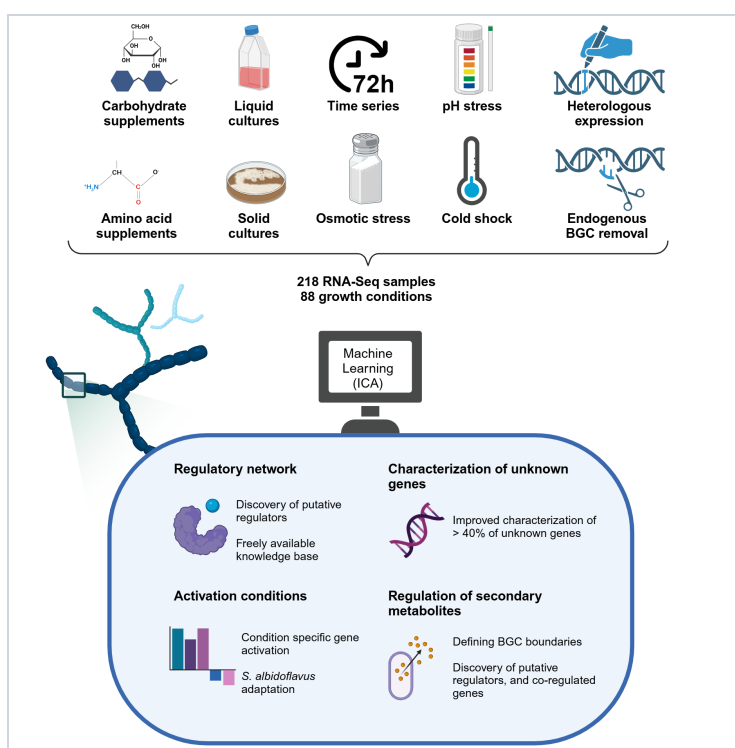 CH₂OH
O
OH
OH
OH
OH
72h
Carbohydrate
supplements
Liquid
cultures
Time series
pH stress
Heterologous
expression
⁺H₃N
CH
C
O⁻
O
Amino acid
supplements
Solid
cultures
Osmotic stress
Cold shock
Endogenous
BGC removal
218 RNA-Seq samples
88 growth conditions
Machine
Learning
(ICA)
Regulatory network
Discovery of putative
regulators
Freely available
knowledge base
Characterization of unknown
genes
Improved characterization of
> 40% of unknown genes
Activation conditions
Condition specific gene
activation
S. albidoflavus
adaptation
Regulation of secondary
metabolites
Defining BGC boundaries
Discovery of putative
regulators, and co-regulated
genes